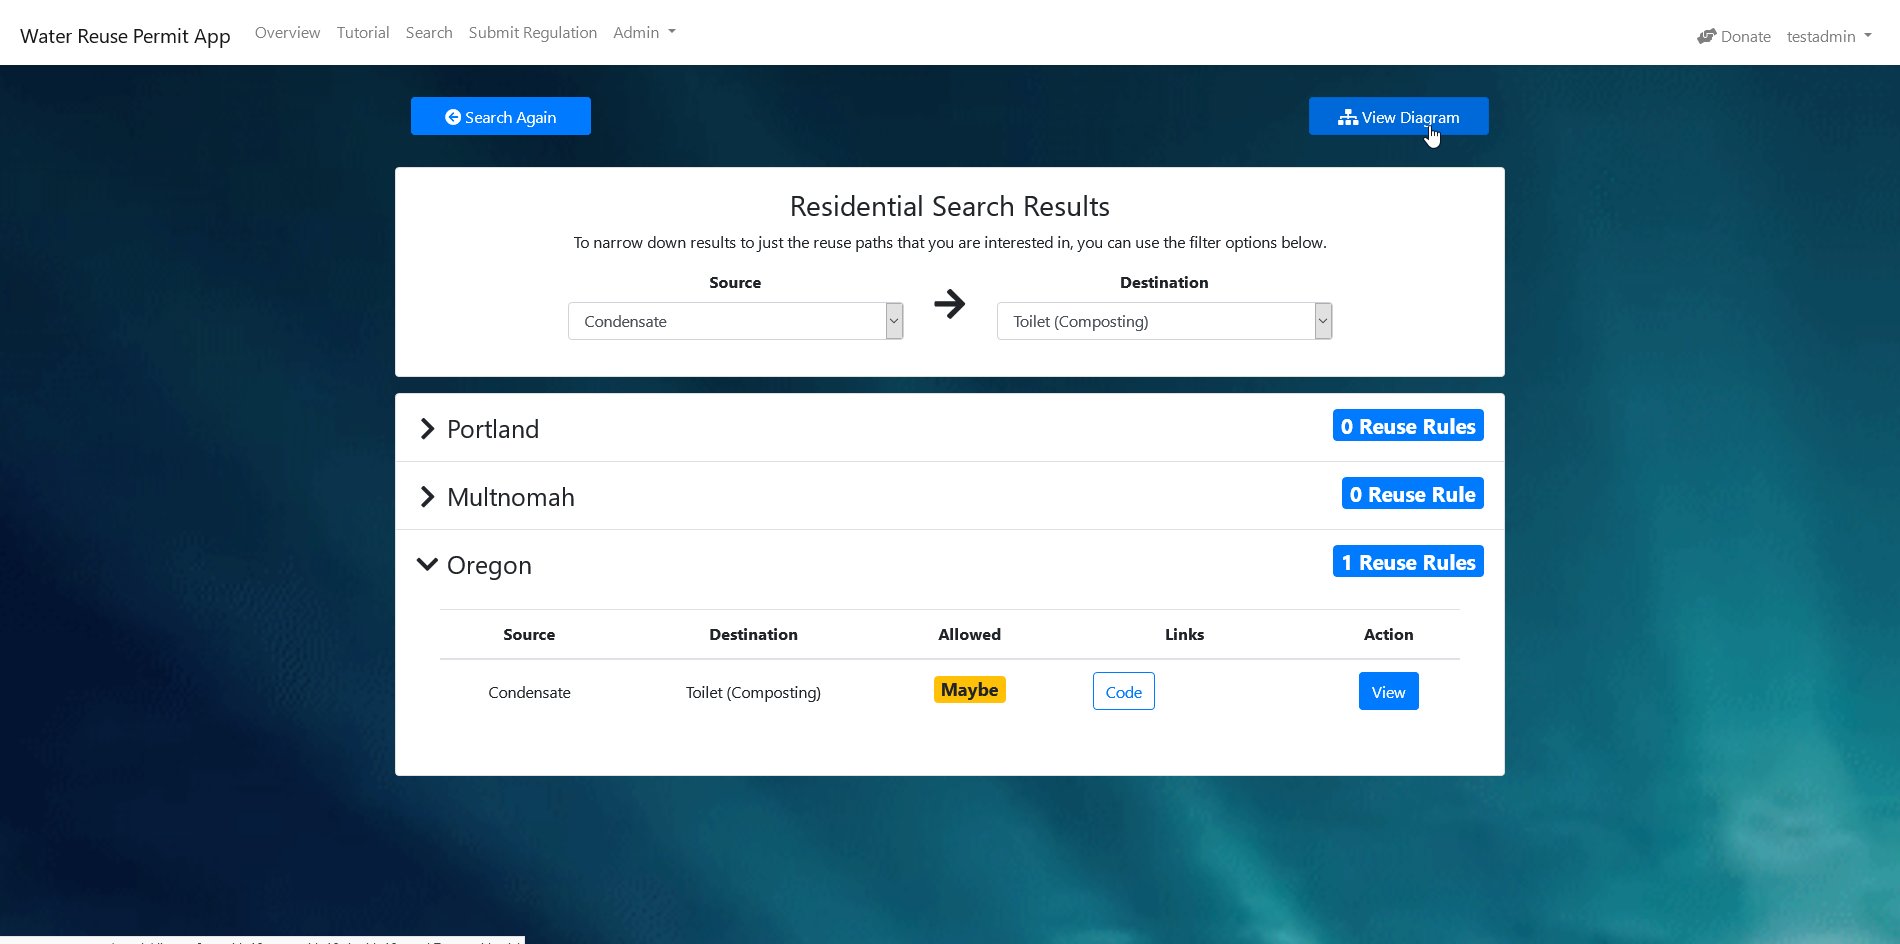 Water Reuse Permit App Overview Tutorial Search Submit Regulation Admin Donate testadmin
Search Again View Diagram
Residential Search Results
To narrow down results to just the reuse paths that you are interested in, you can use the filter options below.
Source Destination
Condensate Toilet (Composting)
Portland 0 Reuse Rules
Multnomah 0 Reuse Rule
Oregon 1 Reuse Rules
Source Destination Allowed Links Action
Condensate Toilet (Composting) Maybe Code View